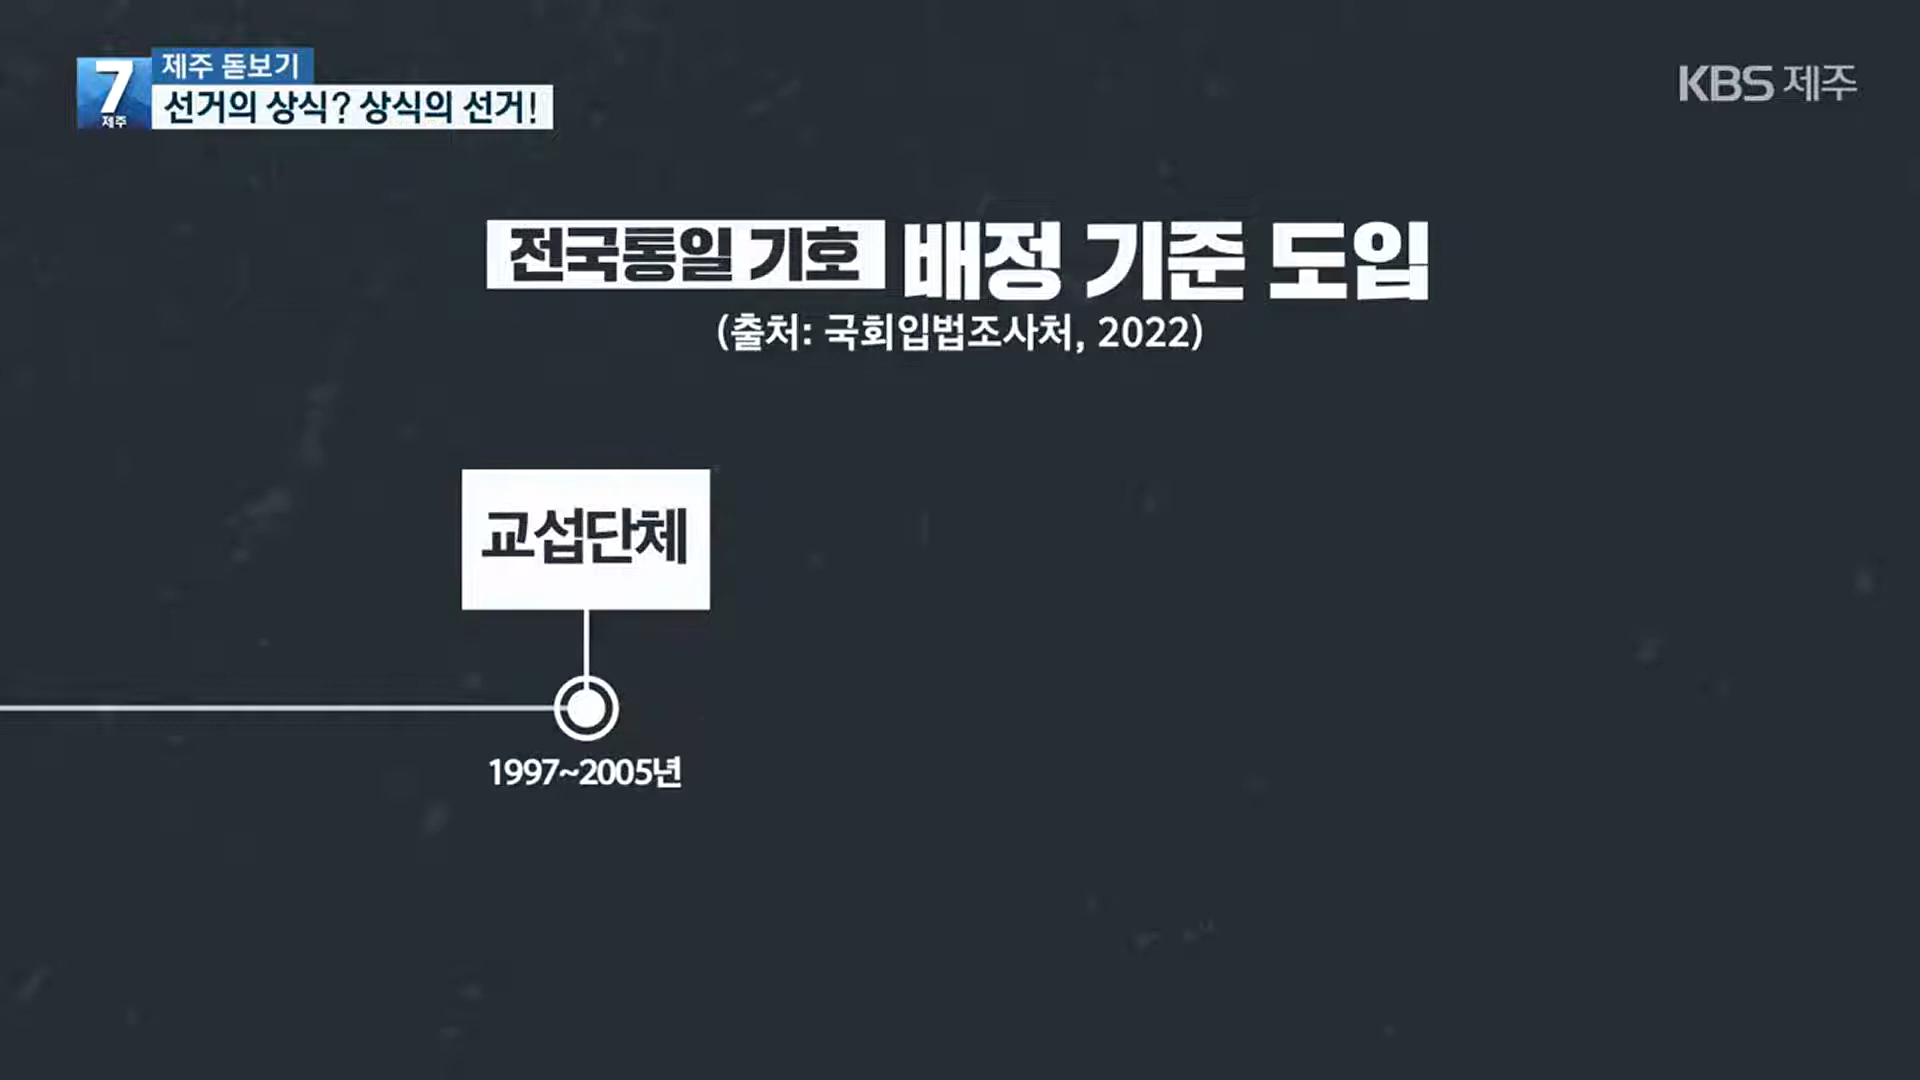 제주 돋보기
7
제주
선거의 상식? 상식의 선거!
KBS 제주
전국통일 기호 배정 기준 도입
(출처: 국회입법조사처, 2022)
교섭단체
1997~2005년